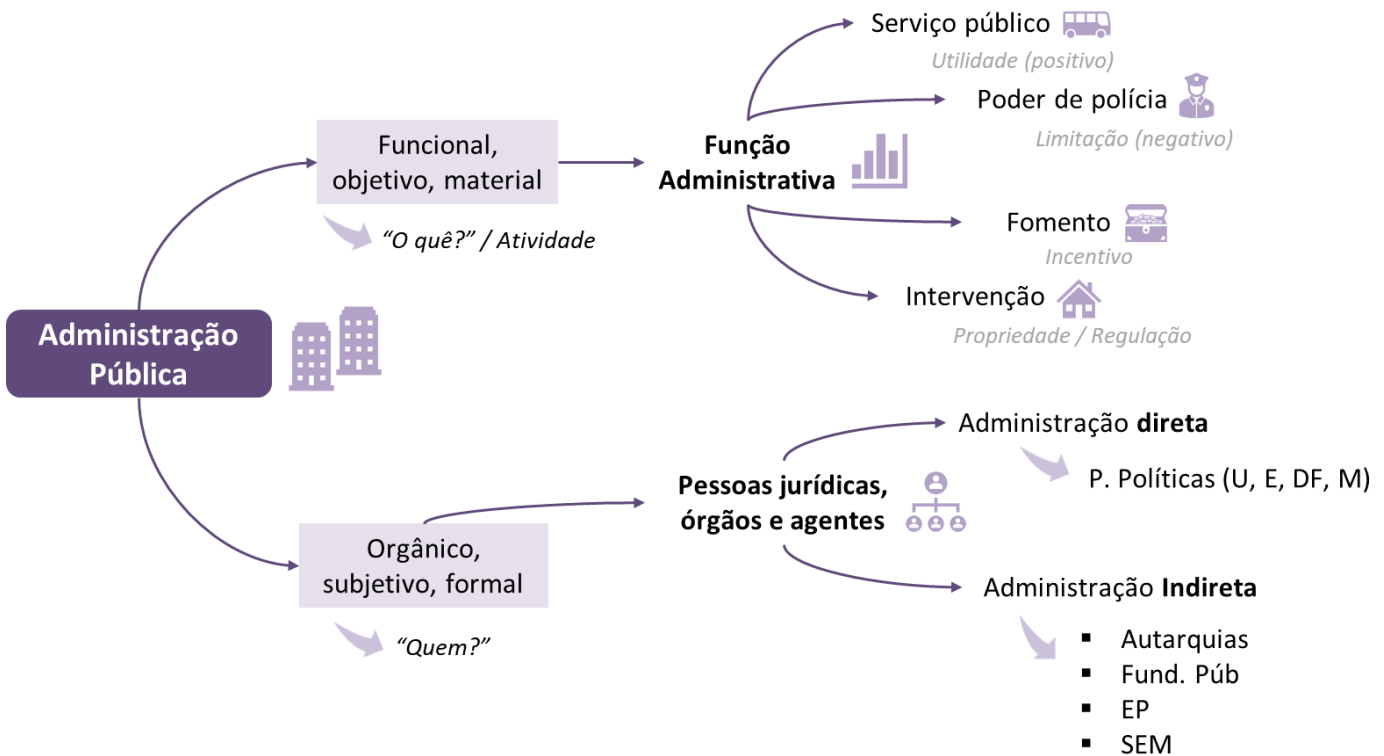 Serviço público
Utilidade (positivo)
Poder de polícia
Limitação (negativo)
Funcional,
objetivo, material
Função
Administrativa
"O quê?" / Atividade
Fomento
Incentivo
Intervenção
Propriedade / Regulação
Administração
Pública
Administração direta
P. Políticas (U, E, DF, M)
Pessoas jurídicas,
órgãos e agentes
Orgânico,
subjetivo, formal
"Quem?"
Administração Indireta
▪ Autarquias
▪ Fund. Púb
▪ EP
▪ SEM